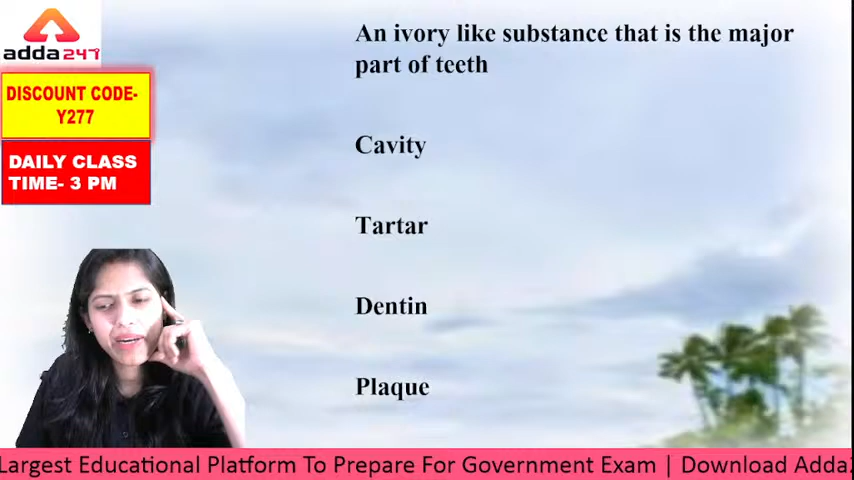 adda247
DISCOUNT CODE-
Y277
DAILY CLASS
TIME- 3 PM
An ivory like substance that is the major
part of teeth
Cavity
Tartar
Dentin
Plaque
Largest Educational Platform To Prepare For Government Exam | Download Adda2